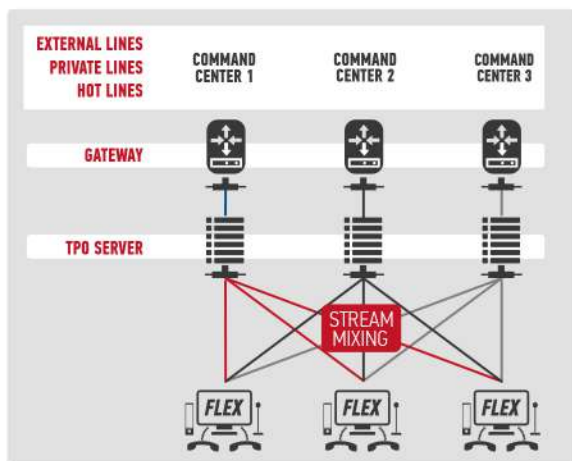 EXTERNAL LINES
PRIVATE LINES
HOT LINES
COMMAND
CENTER 1
COMMAND
CENTER 2
COMMAND
CENTER 3
GATEWAY
TPO SERVER
STREAM
MIXING
FLEX
FLEX
FLEX